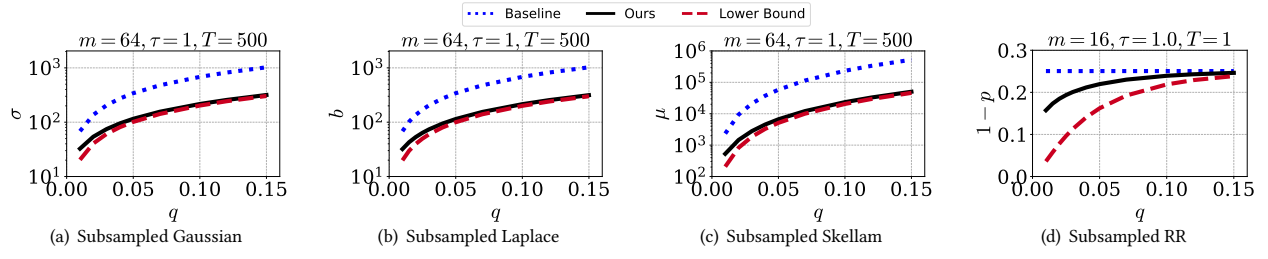 Baseline Ours Lower Bound
m = 64, τ = 1, T = 500
10³
10²
10¹
σ
0.00 0.05 0.10 0.15
q
(a) Subsampled Gaussian
m = 64, τ = 1, T = 500
10³
10²
10¹
b
0.00 0.05 0.10 0.15
q
(b) Subsampled Laplace
m = 64, τ = 1, T = 500
10⁶
10⁵
10⁴
10³
10²
μ
0.00 0.05 0.10 0.15
q
(c) Subsampled Skellam
m = 16, τ = 1.0, T = 1
0.3
0.2
0.1
0.0
1 − p
0.00 0.05 0.10 0.15
q
(d) Subsampled RR